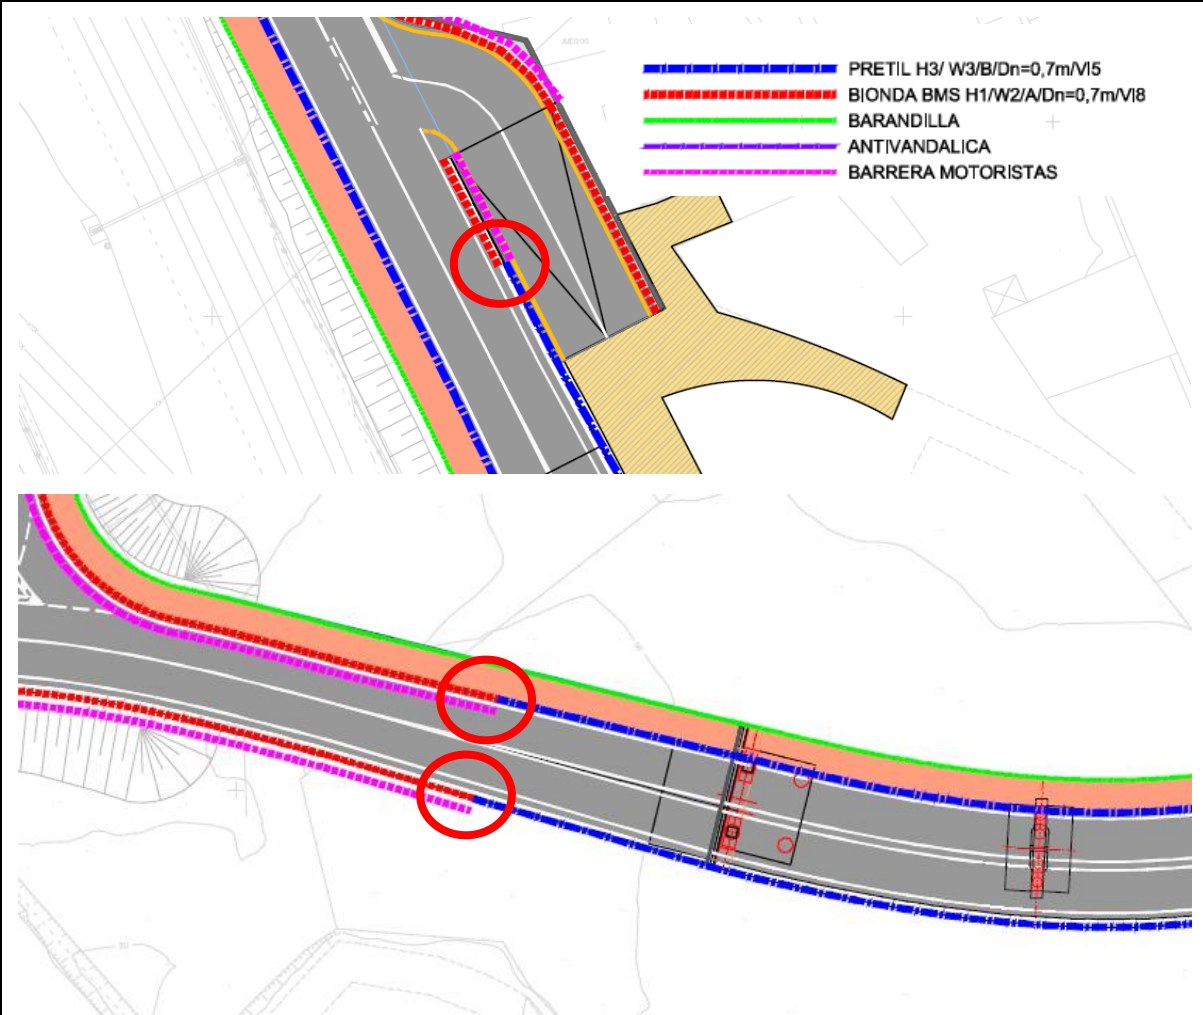 PRETIL H3/ W3/B/Dn=0,7m/VI5
BIONDA BMS H1/W2/A/Dn=0,7m/VI8
BARANDILLA
ANTIVANDALICA
BARRERA MOTORISTAS